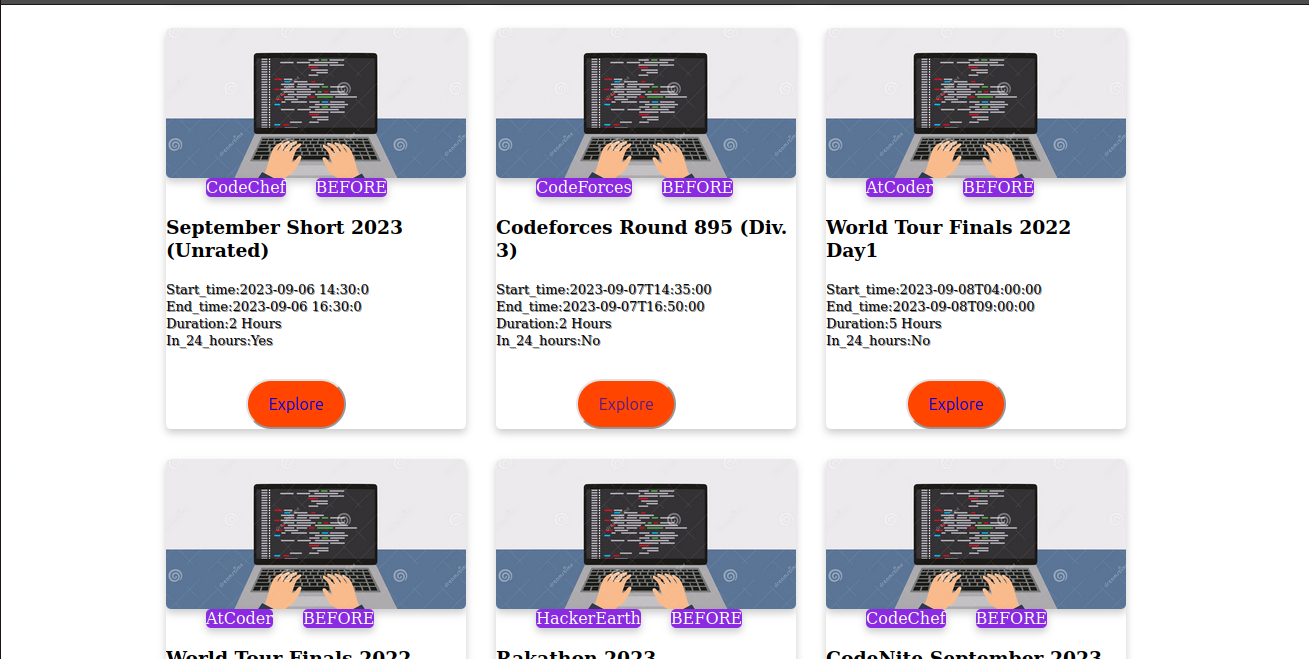 CodeChef BEFORE
September Short 2023
(Unrated)
Start_time:2023-09-06 14:30:0
End_time:2023-09-06 16:30:0
Duration:2 Hours
In_24_hours:Yes
Explore
CodeForces BEFORE
Codeforces Round 895 (Div.
3)
Start_time:2023-09-07T14:35:00
End_time:2023-09-07T16:50:00
Duration:2 Hours
In_24_hours:No
Explore
AtCoder BEFORE
World Tour Finals 2022
Day1
Start_time:2023-09-08T04:00:00
End_time:2023-09-08T09:00:00
Duration:5 Hours
In_24_hours:No
Explore
AtCoder BEFORE
World Tour Finals 2022
HackerEarth BEFORE
Rakathon 2023
CodeChef BEFORE
CodeNite September 2023